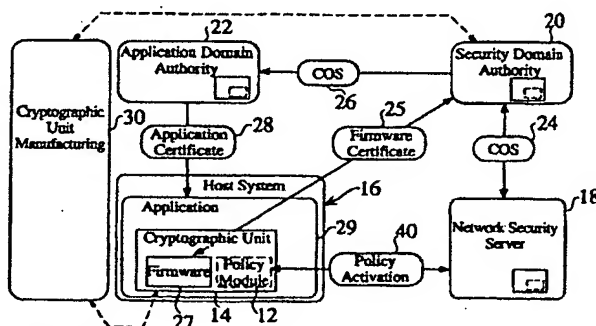 22
20
Application Domain
Authority
Security Domain
Authority
COS
26
25
24
Cryptographic
Unit
Manufacturing
30
Application
Certificate
28
Firmware
Certificate
COS
Host System
16
18
Application
29
40
Cryptographic Unit
Firmware
Policy
Module
Policy
Activation
Network Security
Server
27
14
12